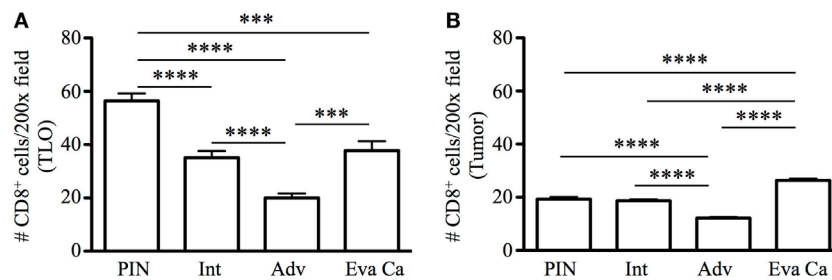 A
# CD8⁺ cells/200x field
(TLO)
80
60
40
20
0
***
****
****
****
***
PIN Int Adv Eva Ca
B
# CD8⁺ cells/200x field
(Tumor)
80
60
40
20
0
****
****
****
****
****
PIN Int Adv Eva Ca